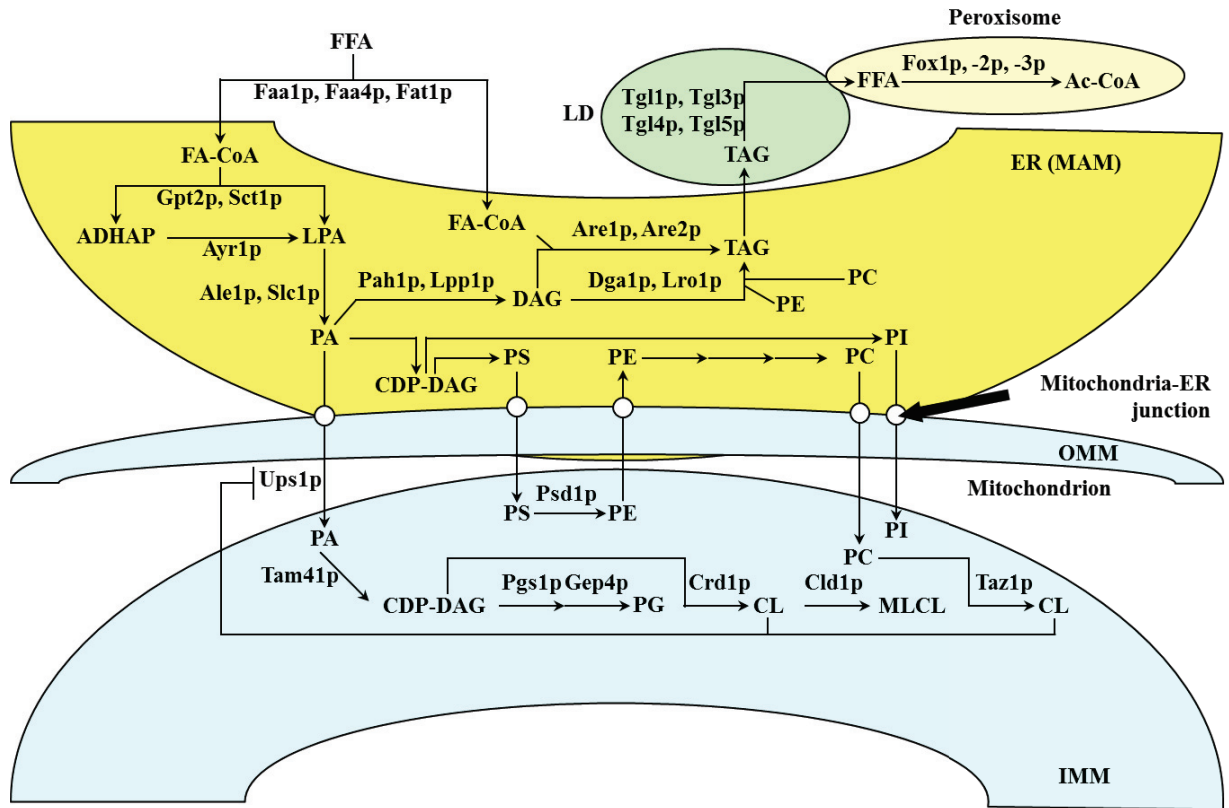 Peroxisome
FFA
Faa1p, Faa4p, Fat1p
LD
Tgl1p, Tgl3p
Tgl4p, Tgl5p
TAG
FFA
Fox1p, -2p, -3p
Ac-CoA
ER (MAM)
FA-CoA
Gpt2p, Sct1p
ADHAP
Ayr1p
LPA
FA-CoA
Are1p, Are2p
TAG
Ale1p, Slc1p
Pah1p, Lpp1p
DAG
Dga1p, Lro1p
PC
PE
PA
CDP-DAG
PS
PE
PC
PI
Mitochondria-ER
junction
OMM
Mitochondrion
Ups1p
PS
Psd1p
PE
PI
PA
PC
Tam41p
CDP-DAG
Pgs1p
Gep4p
PG
Crd1p
CL
Cld1p
MLCL
Taz1p
CL
IMM